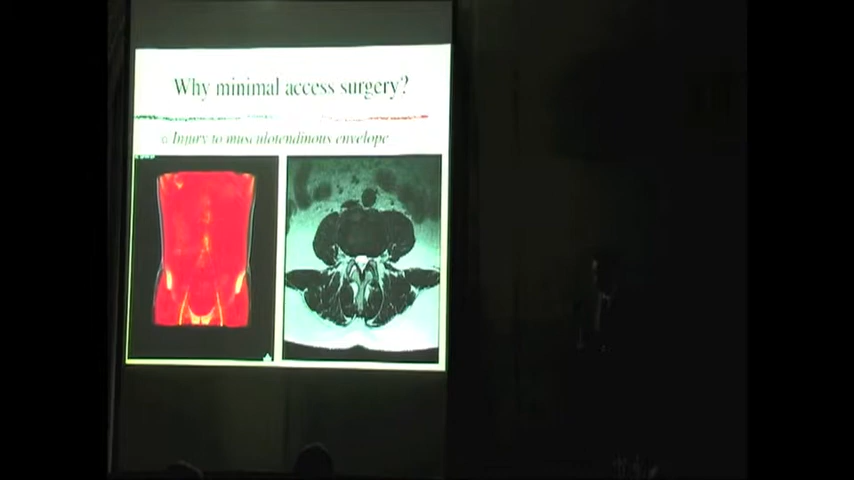 Why minimal access surgery?
Injury to musculotendinous envelope